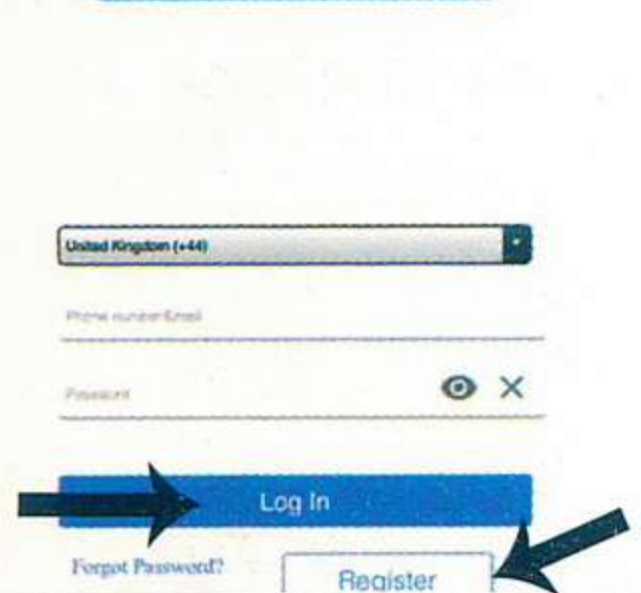 United Kingdom (+44)
Phone number/Email
Password
Log In
Forgot Password?
Register